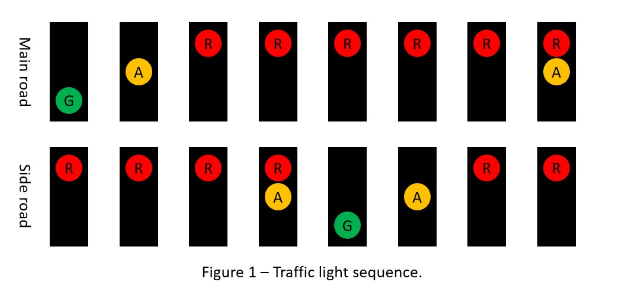 Main road
G A R R R R R R
A
Side road
R R R R R R
A A
G
Figure 1 – Traffic light sequence.